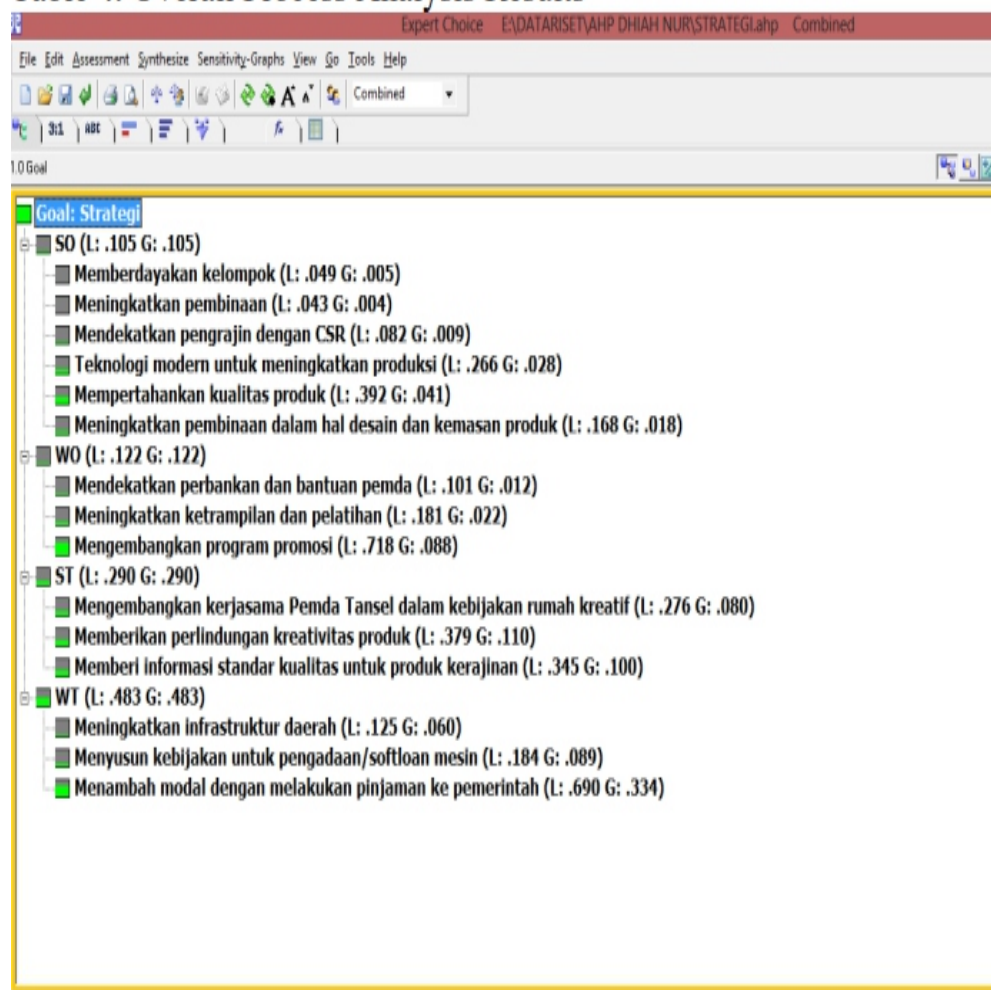 Expert Choice E:\DATARISET\AHP DHIAH NUR\STRATEGI.ahp Combined
File Edit Assessment Synthesize Sensitivity-Graphs View Go Tools Help
Combined
3:1 ABC
1.0 Goal
Goal: Strategi
SO (L: .105 G: .105)
Memberdayakan kelompok (L: .049 G: .005)
Meningkatkan pembinaan (L: .043 G: .004)
Mendekatkan pengrajin dengan CSR (L: .082 G: .009)
Teknologi modern untuk meningkatkan produksi (L: .266 G: .028)
Mempertahankan kualitas produk (L: .392 G: .041)
Meningkatkan pembinaan dalam hal desain dan kemasan produk (L: .168 G: .018)
WO (L: .122 G: .122)
Mendekatkan perbankan dan bantuan pemda (L: .101 G: .012)
Meningkatkan ketrampilan dan pelatihan (L: .181 G: .022)
Mengembangkan program promosi (L: .718 G: .088)
ST (L: .290 G: .290)
Mengembangkan kerjasama Pemda Tansel dalam kebijakan rumah kreatif (L: .276 G: .080)
Memberikan perlindungan kreativitas produk (L: .379 G: .110)
Memberi informasi standar kualitas untuk produk kerajinan (L: .345 G: .100)
WT (L: .483 G: .483)
Meningkatkan infrastruktur daerah (L: .125 G: .060)
Menyusun kebijakan untuk pengadaan/softloan mesin (L: .184 G: .089)
Menambah modal dengan melakukan pinjaman ke pemerintah (L: .690 G: .334)